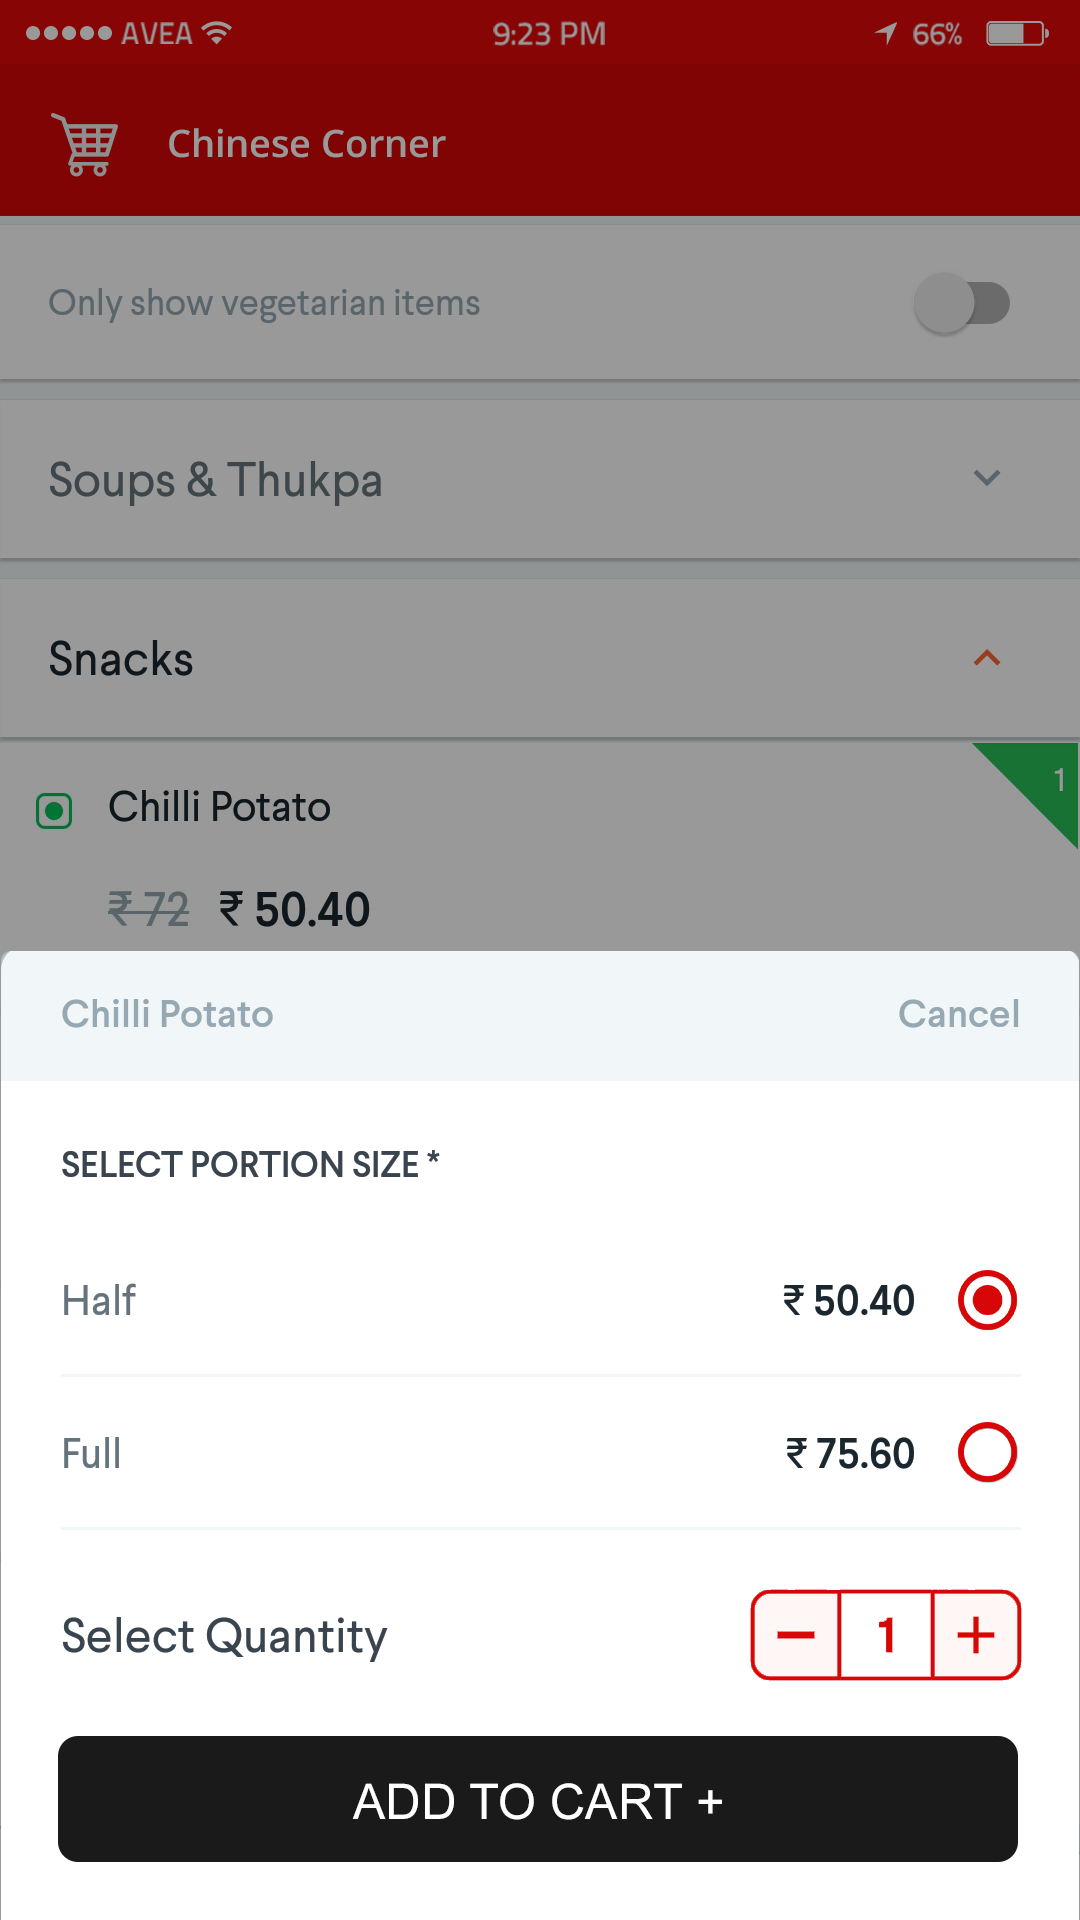 AVEA 9:23 PM 66%
Chinese Corner
Only show vegetarian items
Soups & Thukpa
Snacks
1
Chilli Potato
₹ 72 ₹ 50.40
Chilli Potato Cancel
SELECT PORTION SIZE *
Half ₹ 50.40
Full ₹ 75.60
Select Quantity − 1 +
ADD TO CART +